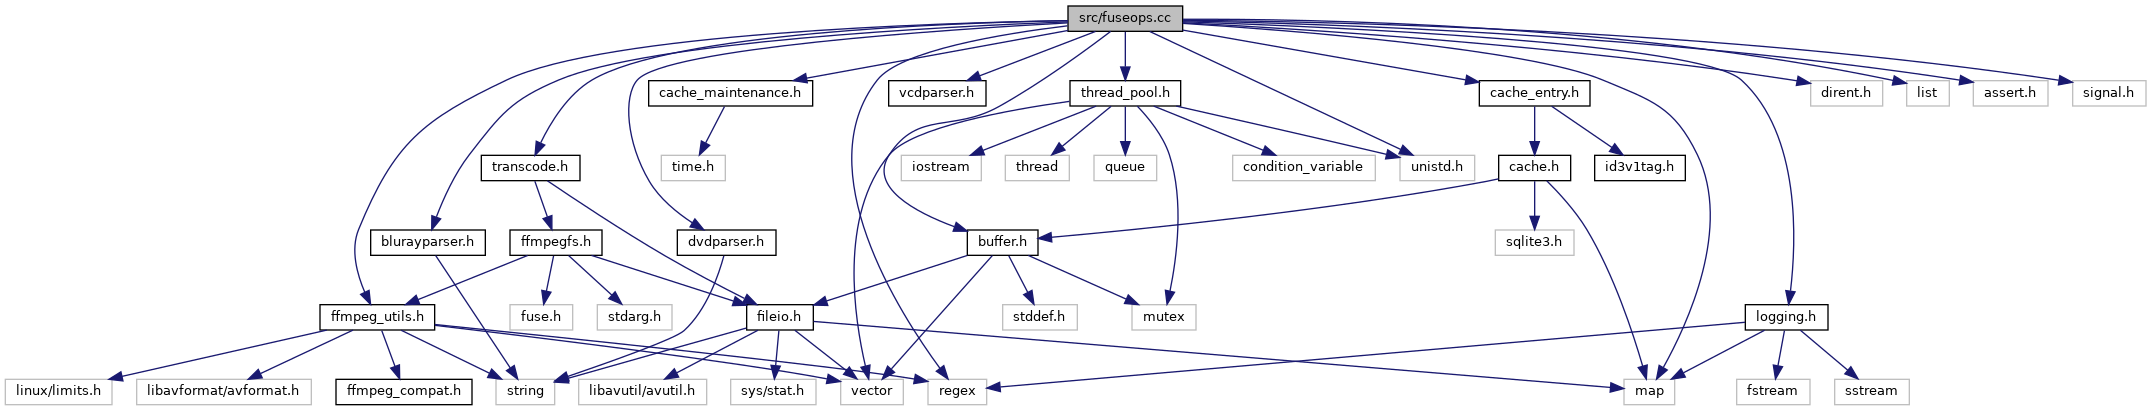 src/fuseops.cc
cache_maintenance.h
vcdparser.h
thread_pool.h
cache_entry.h
dirent.h
list
assert.h
signal.h
transcode.h
time.h
iostream
thread
queue
condition_variable
unistd.h
cache.h
id3v1tag.h
blurayparser.h
ffmpegfs.h
dvdparser.h
buffer.h
sqlite3.h
ffmpeg_utils.h
fuse.h
stdarg.h
fileio.h
stddef.h
mutex
logging.h
linux/limits.h
libavformat/avformat.h
ffmpeg_compat.h
string
libavutil/avutil.h
sys/stat.h
vector
regex
map
fstream
sstream